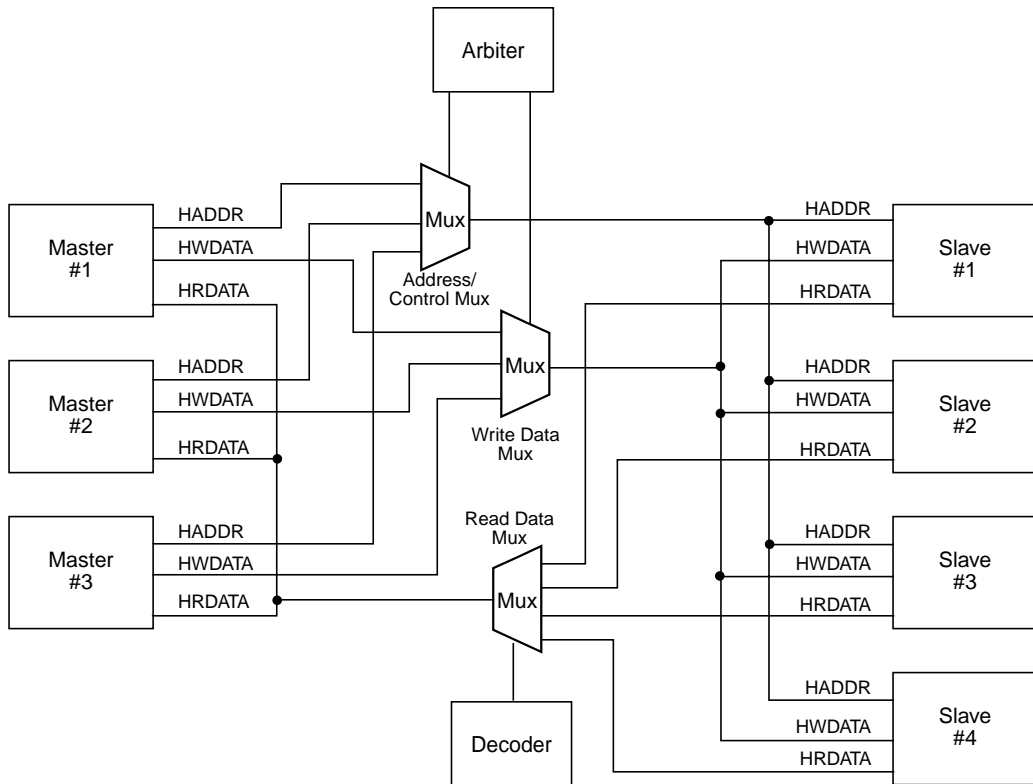 Arbiter
Mux
Address/
Control Mux
Master
#1
HADDR
HWDATA
HRDATA
HADDR
HWDATA
HRDATA
Slave
#1
Mux
Write Data
Mux
Master
#2
HADDR
HWDATA
HRDATA
HADDR
HWDATA
HRDATA
Slave
#2
Read Data
Mux
Mux
Master
#3
HADDR
HWDATA
HRDATA
HADDR
HWDATA
HRDATA
Slave
#3
Decoder
HADDR
HWDATA
HRDATA
Slave
#4